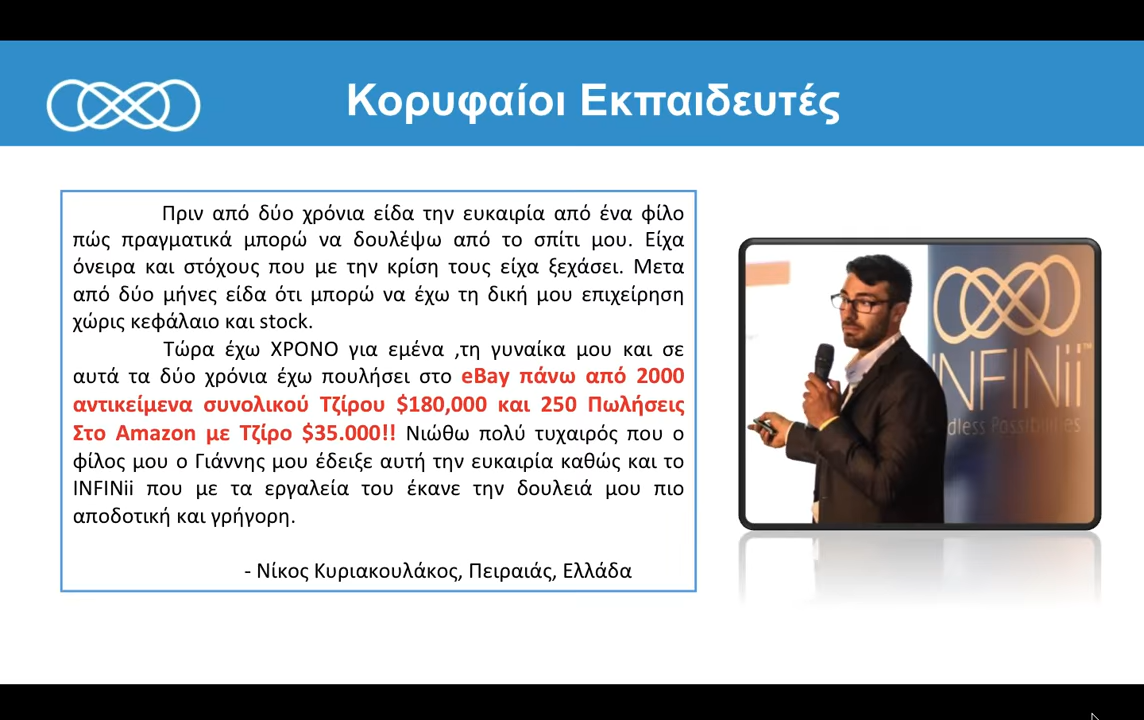 Κορυφαίοι Εκπαιδευτές
Πριν από δύο χρόνια είδα την ευκαιρία από ένα φίλο
πώς πραγματικά μπορώ να δουλέψω από το σπίτι μου. Είχα
όνειρα και στόχους που με την κρίση τους είχα ξεχάσει. Μετα
από δύο μήνες είδα ότι μπορώ να έχω τη δική μου επιχείρηση
χώρις κεφάλαιο και stock.
Τώρα έχω ΧΡΟΝΟ για εμένα ,τη γυναίκα μου και σε
αυτά τα δύο χρόνια έχω πουλήσει στο eBay πάνω από 2000
αντικείμενα συνολικού Τζίρου $180,000 και 250 Πωλήσεις
Στο Amazon με Τζίρο $35.000!! Νιώθω πολύ τυχαιρός που ο
φίλος μου ο Γιάννης μου έδειξε αυτή την ευκαιρία καθώς και το
INFINii που με τα εργαλεία του έκανε την δουλειά μου πιο
αποδοτική και γρήγορη.
- Νίκος Κυριακουλάκος, Πειραιάς, Ελλάδα
INFINii™
dless Possibilities